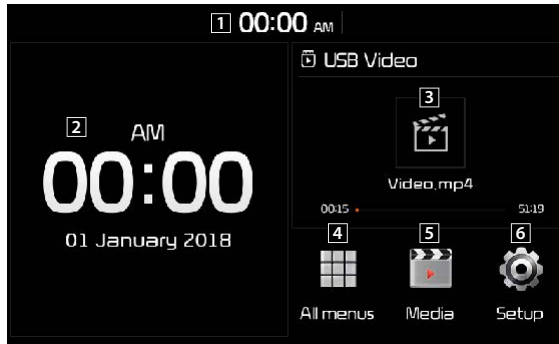 1 00:00 AM
USB Video
2 AM
00:00
01 January 2018
3
Video.mp4
00:15 51:19
4 5 6
All menus Media Setup